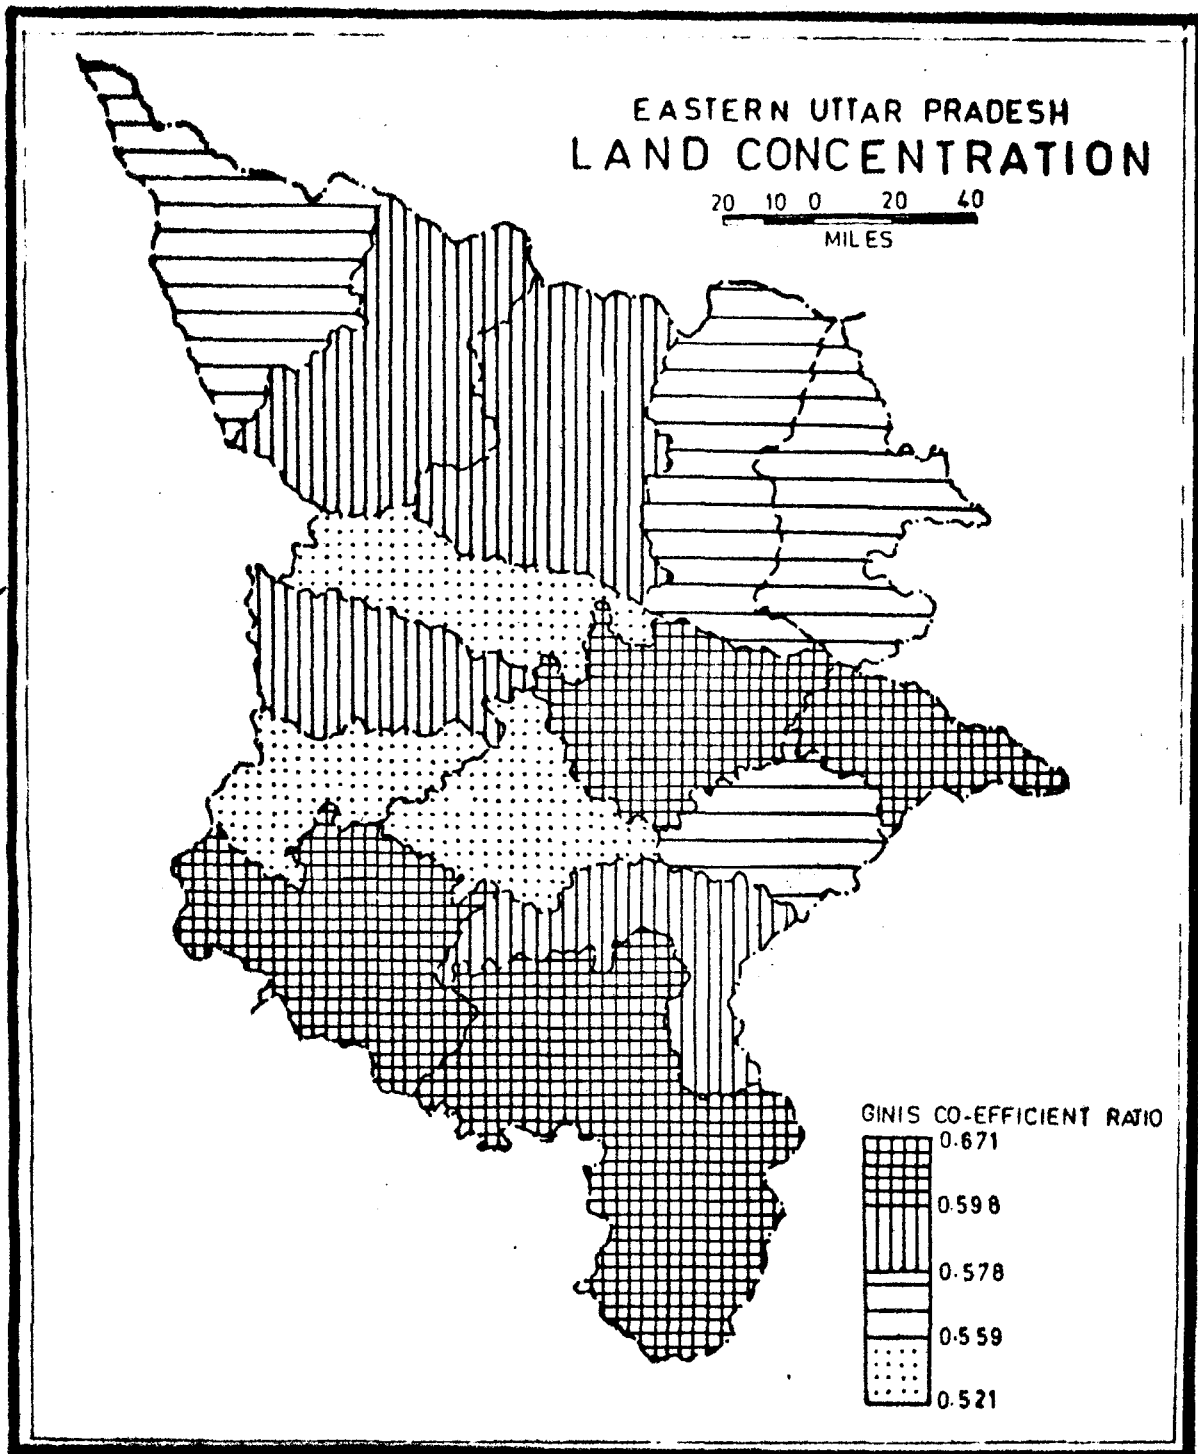 EASTERN UTTAR PRADESH
LAND CONCENTRATION
20 10 0 20 40
MILES
GINIS CO-EFFICIENT RATIO
0.671
0.598
0.578
0.559
0.521